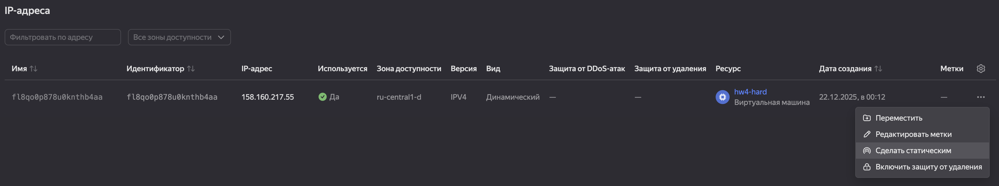 IP-адреса
Фильтровать по адресу Все зоны доступности
Имя Идентификатор IP-адрес Используется Зона доступности Версия Вид Защита от DDoS-атак Защита от удаления Ресурс Дата создания Метки
fl8qo0p878u0knthb4aa fl8qo0p878u0knthb4aa 158.160.217.55 Да ru-central1-d IPV4 Динамический — — hw4-hard 22.12.2025, в 00:12 —
Виртуальная машина
Переместить
Редактировать метки
Сделать статическим
Включить защиту от удаления